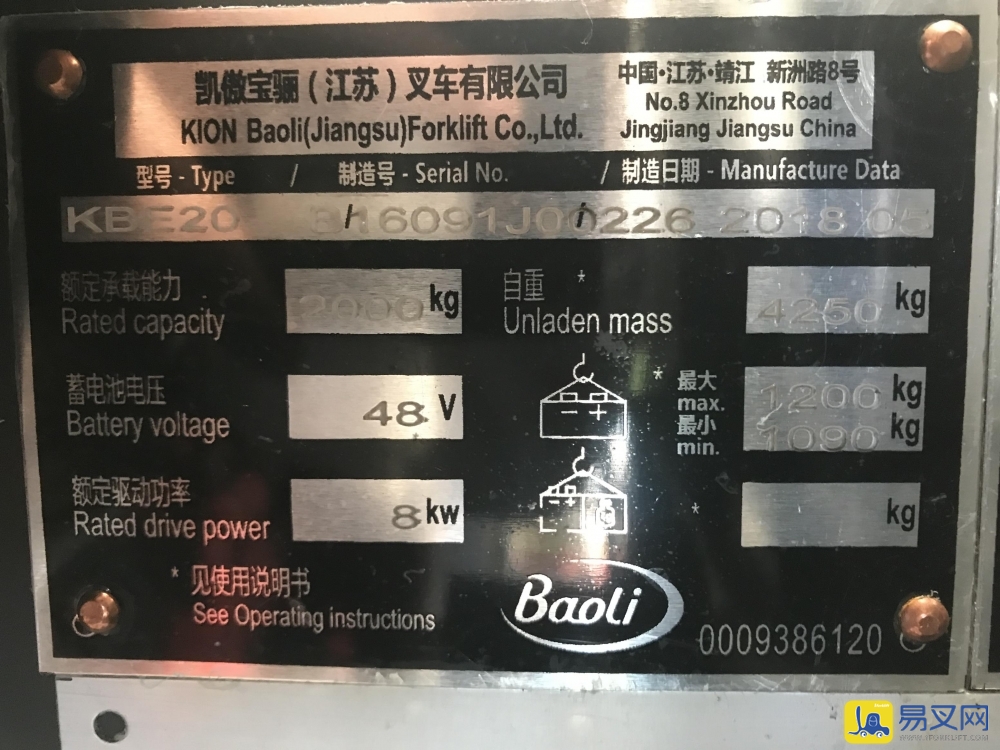 凯傲宝骊（江苏）叉车有限公司
KION Baoli(Jiangsu)Forklift Co.,Ltd.
中国·江苏·靖江 新洲路8号
No.8 Xinzhou Road
Jingjiang Jiangsu China
型号 - Type / 制造号 - Serial No. / 制造日期 - Manufacture Data
2018.05
额定承载能力
Rated capacity
2000 kg
自重 *
Unladen mass
4250 kg
蓄电池电压
Battery voltage
48 V
* 最大
max.
1200 kg
最小
min.
1090 kg
额定驱动功率
Rated drive power
8 kw
* kg
* 见使用说明书
See Operating instructions
Baoli
0009386120
易叉网